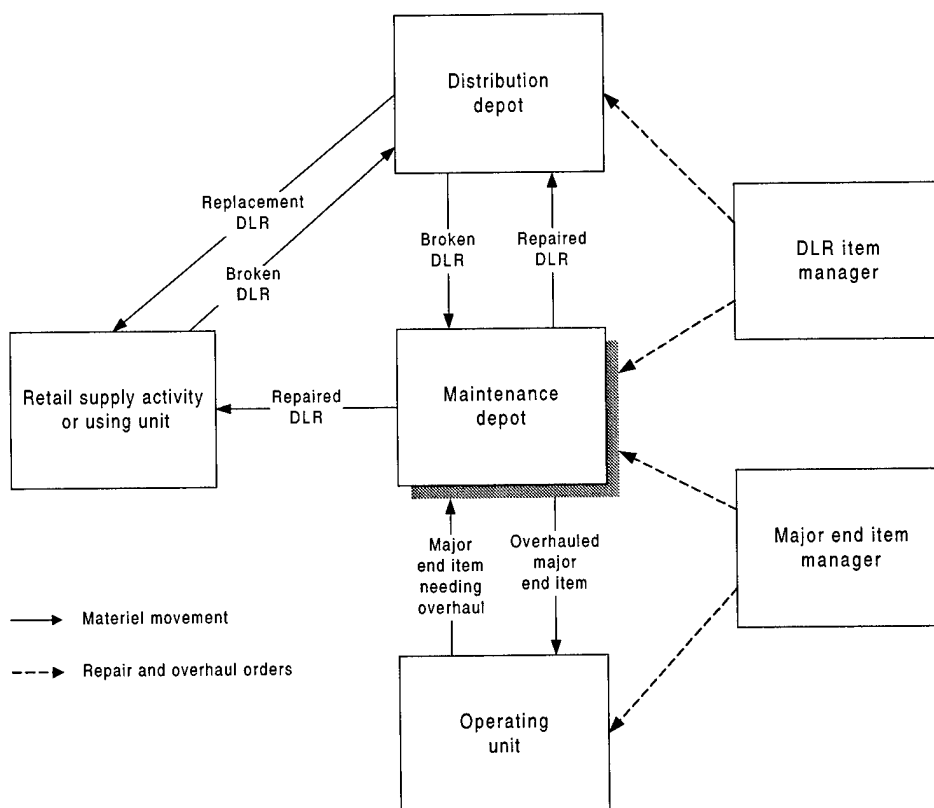 Distribution
depot
Replacement
DLR
Broken
DLR
Broken
DLR
Repaired
DLR
DLR item
manager
Retail supply activity
or using unit
Repaired
DLR
Maintenance
depot
Major
end item
needing
overhaul
Overhauled
major
end item
Major end item
manager
Materiel movement
Repair and overhaul orders
Operating
unit